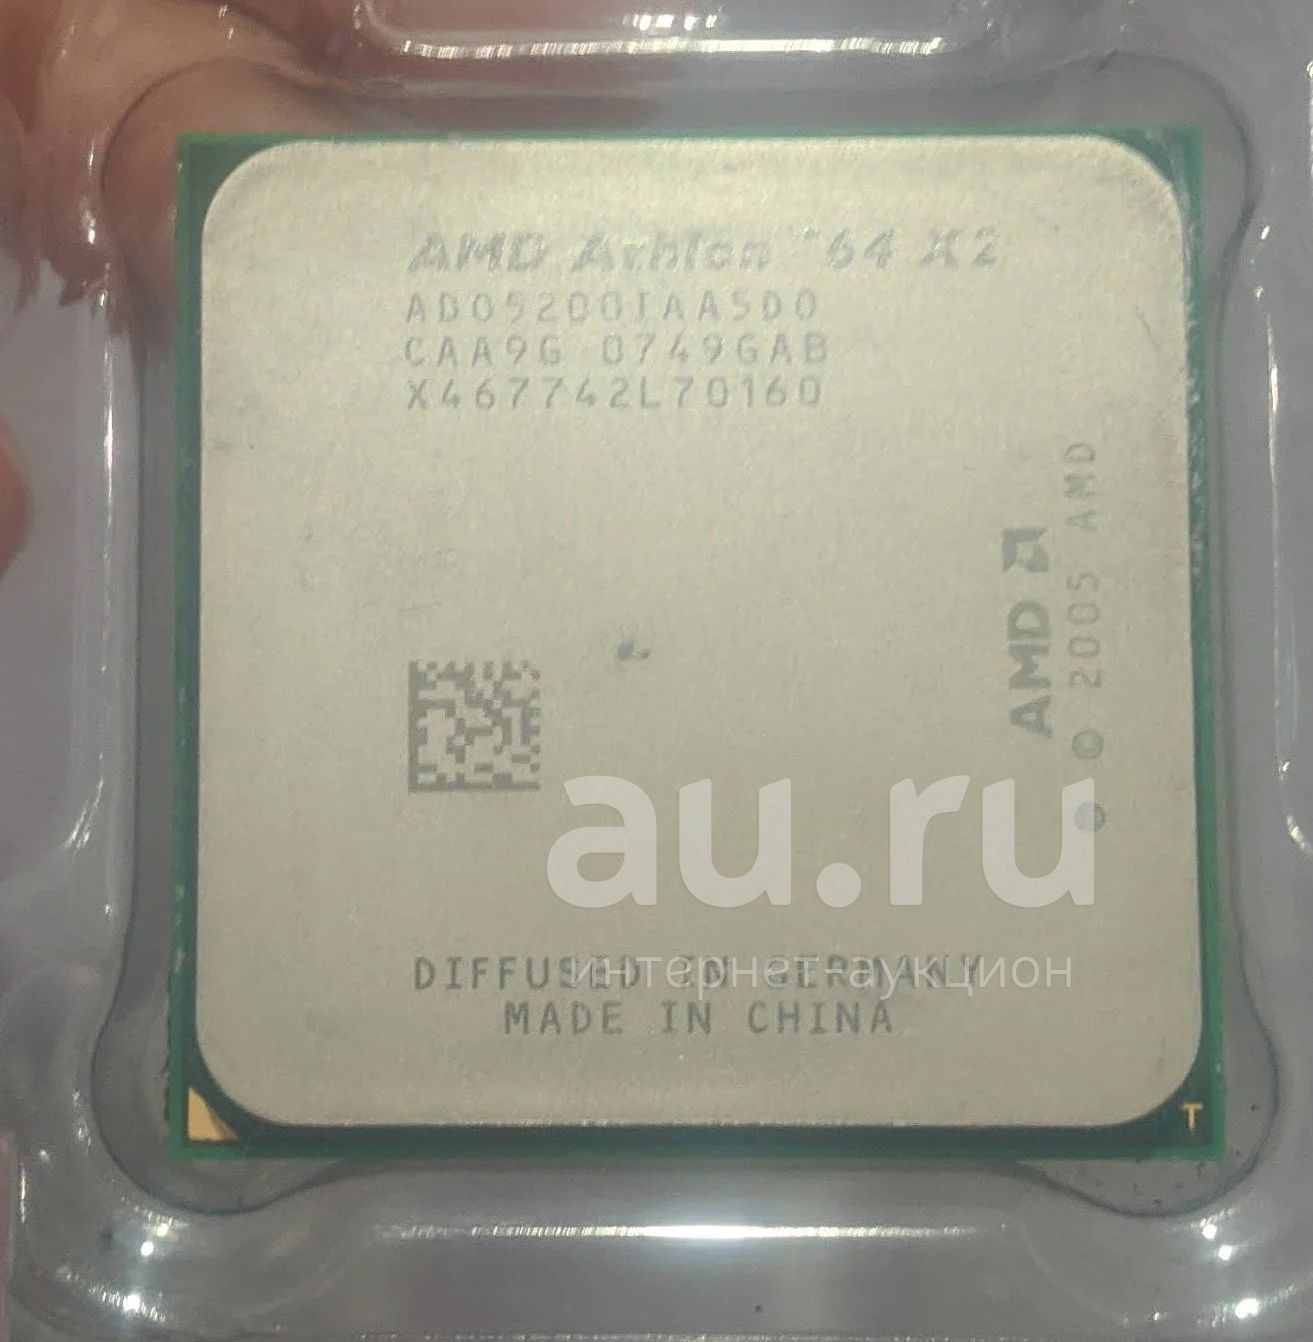 AMD Athlon™ 64 X2
ADO5200IAA5DO
CAA9G 0749GAB
X467742L70160
AMD
© 2005 AMD
au.ru
интернет-аукцион
DIFFUSED IN GERMANY
MADE IN CHINA
T